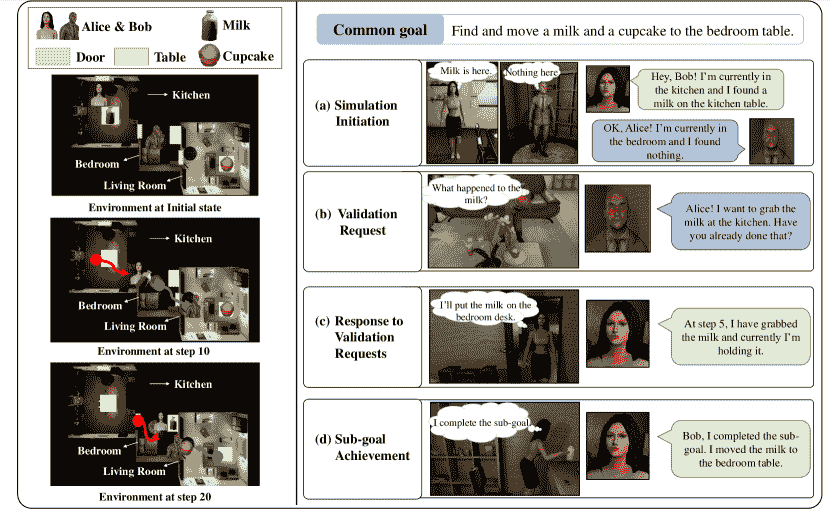 Alice & Bob
Milk
Door
Table
Cupcake
Kitchen
Bedroom
Living Room
Environment at Initial state
Kitchen
Bedroom
Living Room
Environment at step 10
Kitchen
Bedroom
Living Room
Environment at step 20
Common goal
Find and move a milk and a cupcake to the bedroom table.
(a) Simulation
Initiation
Milk is here.
Nothing here
Hey, Bob! I'm currently in
the kitchen and I found a
milk on the kitchen table.
OK, Alice! I'm currently in
the bedroom and I found
nothing.
(b) Validation
Request
What happened to the
milk?
Alice! I want to grab the
milk at the kitchen. Have
you already done that?
(c) Response to
Validation
Requests
I'll put the milk on the
bedroom desk.
At step 5, I have grabbed
the milk and currently I'm
holding it.
(d) Sub-goal
Achievement
I complete the sub-goal.
Bob, I completed the sub-
goal. I moved the milk to
the bedroom table.